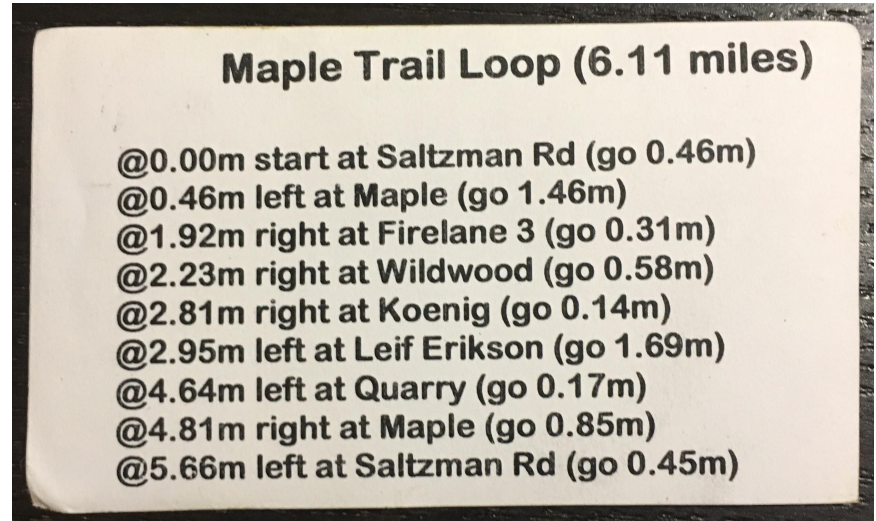 Maple Trail Loop (6.11 miles)
@0.00m start at Saltzman Rd (go 0.46m)
@0.46m left at Maple (go 1.46m)
@1.92m right at Firelane 3 (go 0.31m)
@2.23m right at Wildwood (go 0.58m)
@2.81m right at Koenig (go 0.14m)
@2.95m left at Leif Erikson (go 1.69m)
@4.64m left at Quarry (go 0.17m)
@4.81m right at Maple (go 0.85m)
@5.66m left at Saltzman Rd (go 0.45m)